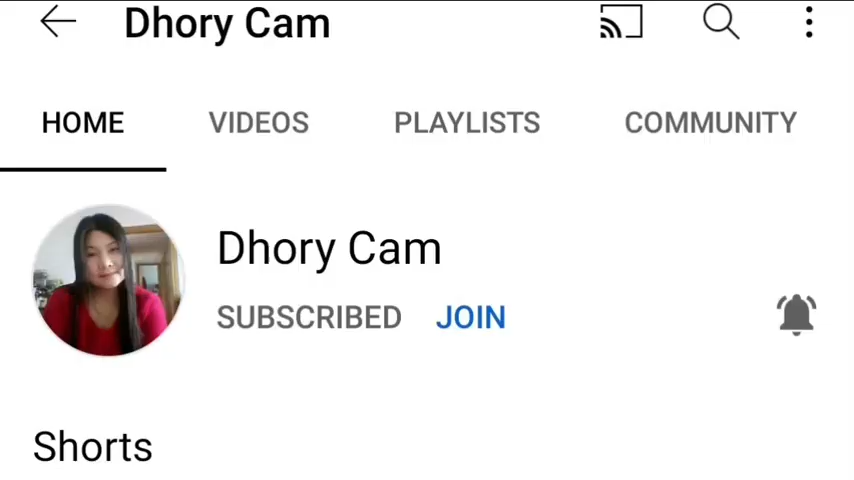 Dhory Cam
HOME VIDEOS PLAYLISTS COMMUNITY
Dhory Cam
SUBSCRIBED JOIN
Shorts